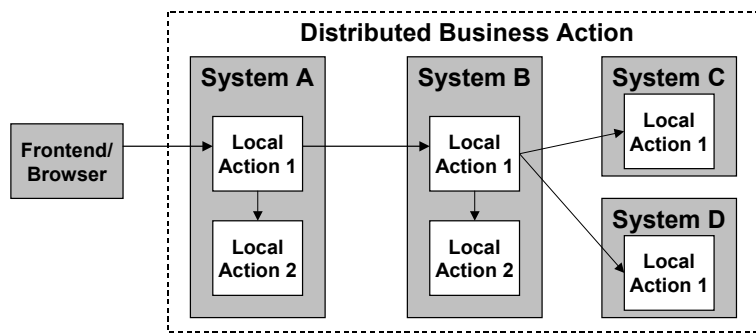 Distributed Business Action
System A
System B
System C
System D
Frontend/
Browser
Local
Action 1
Local
Action 2
Local
Action 1
Local
Action 2
Local
Action 1
Local
Action 1